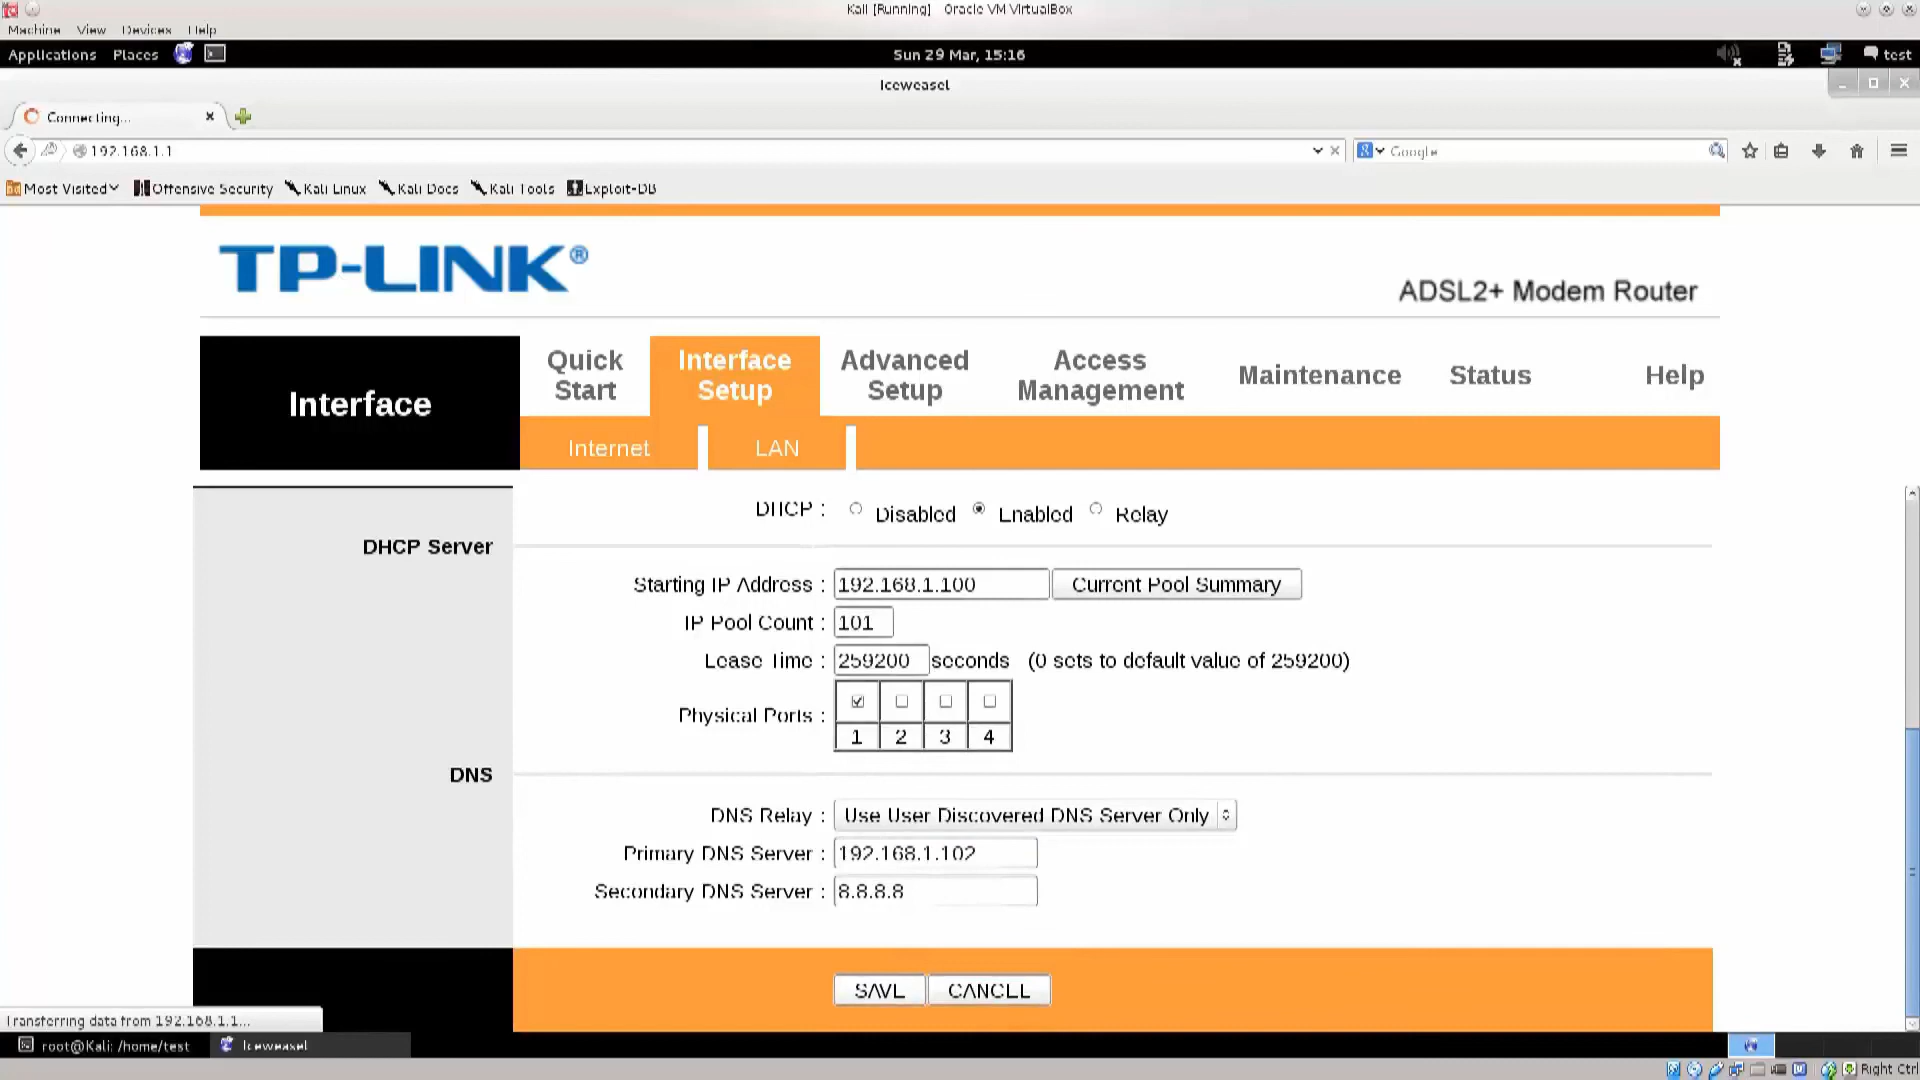 Kali [Running] Oracle VM VirtualBox
Machine View Devices Help
Applications Places Sun 29 Mar, 15:16 test
Iceweasel
Connecting...
192.168.1.1 Google
Most Visited Offensive Security Kali Linux Kali Docs Kali Tools Exploit-DB
TP-LINK®
ADSL2+ Modem Router
Interface
Quick Start
Interface Setup
Advanced Setup
Access Management
Maintenance
Status
Help
Internet LAN
DHCP : Disabled Enabled Relay
DHCP Server
Starting IP Address : 192.168.1.100 Current Pool Summary
IP Pool Count : 101
Lease Time : 259200 seconds (0 sets to default value of 259200)
Physical Ports :
1 2 3 4
DNS
DNS Relay : Use User Discovered DNS Server Only
Primary DNS Server : 192.168.1.102
Secondary DNS Server : 8.8.8.8
SAVE CANCEL
Transferring data from 192.168.1.1...
root@Kali: /home/test Iceweasel
Right Ctrl